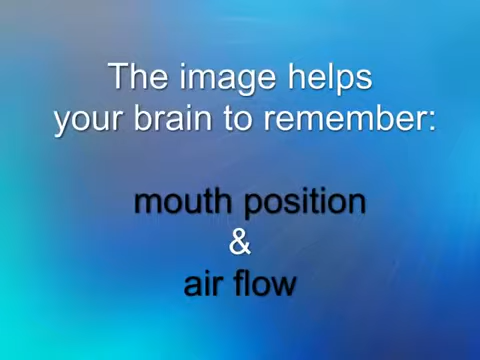 The image helps
your brain to remember:
mouth position
&
air flow